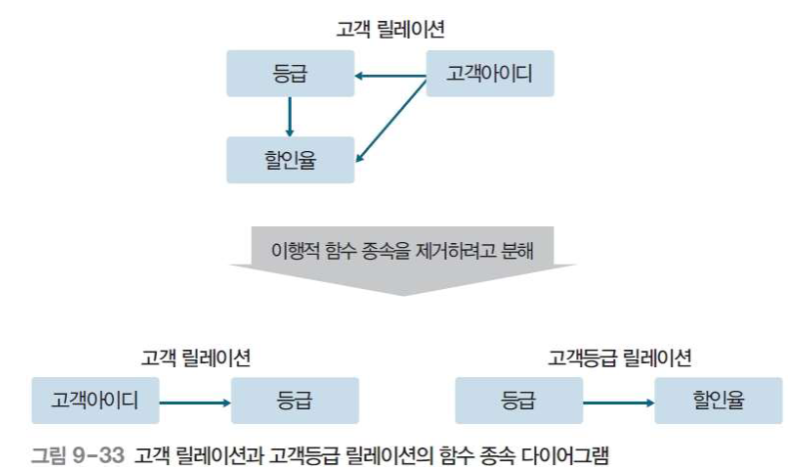 고객 릴레이션
등급
고객아이디
할인율
이행적 함수 종속을 제거하려고 분해
고객 릴레이션
고객등급 릴레이션
고객아이디
등급
등급
할인율
그림 9-33 고객 릴레이션과 고객등급 릴레이션의 함수 종속 다이어그램